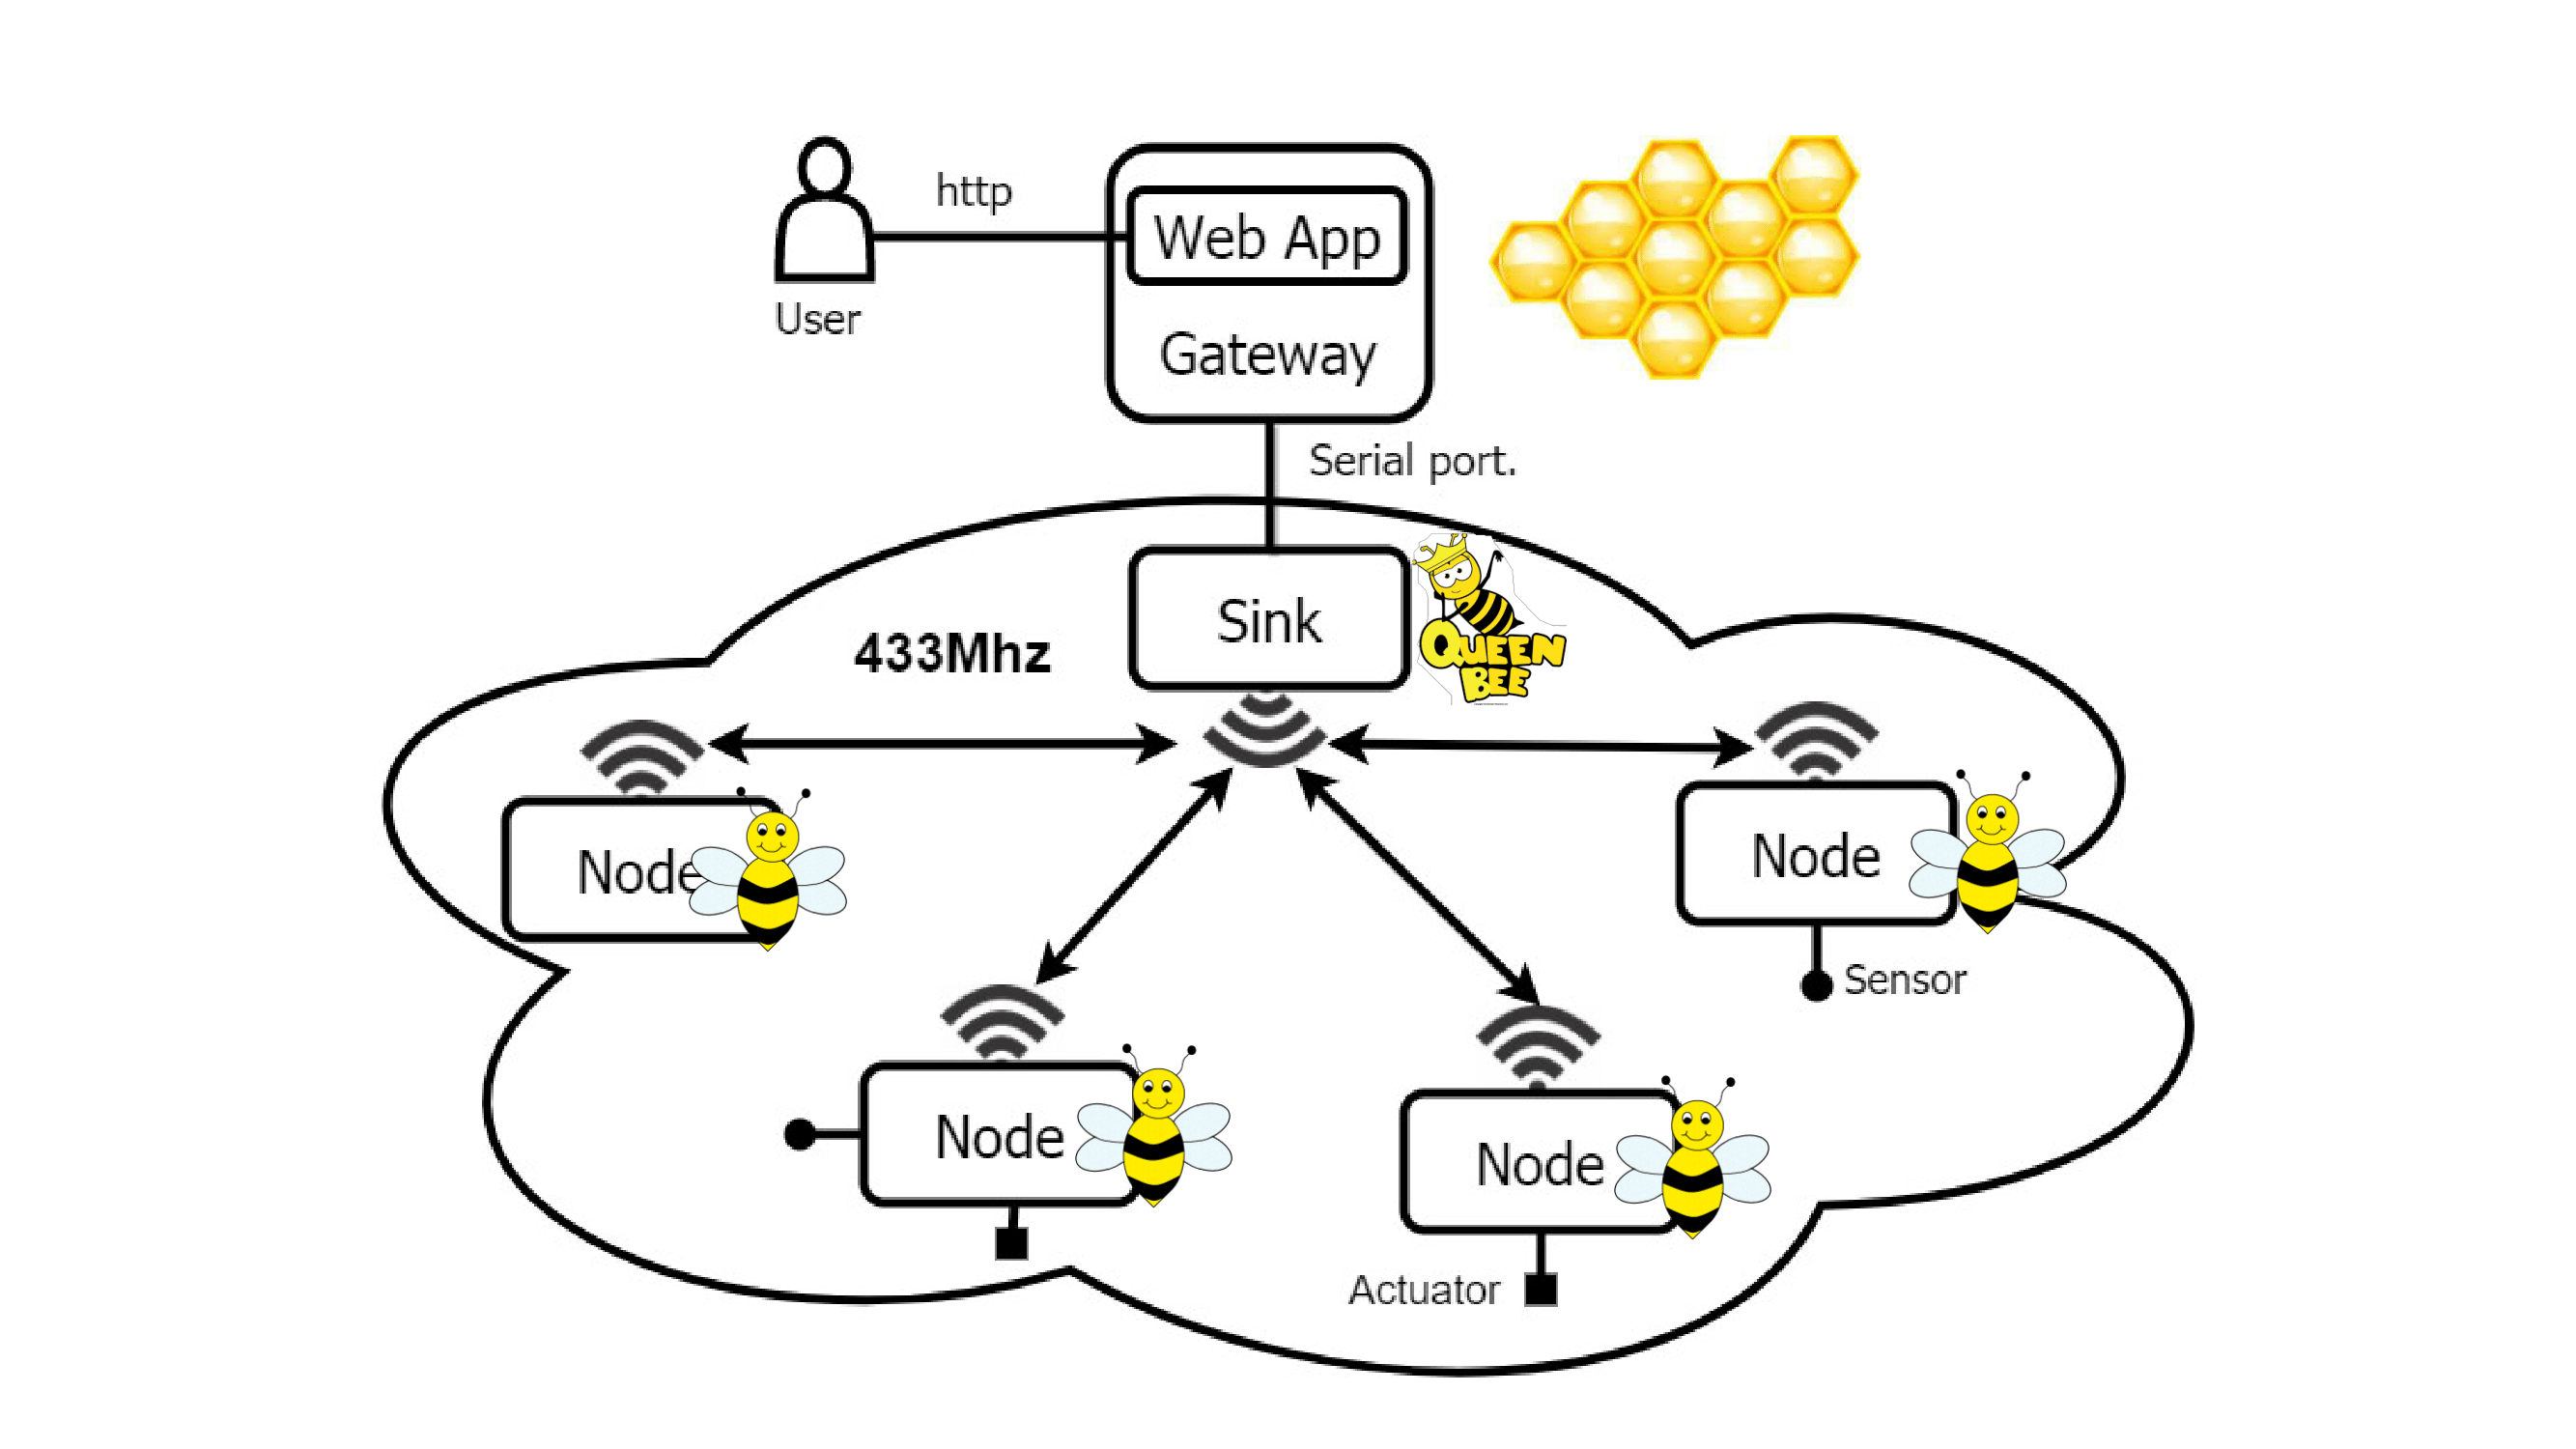 http
Web App
User
Gateway
Serial port.
Sink
QUEEN
BEE
433Mhz
Node
Node
Sensor
Node
Node
Actuator